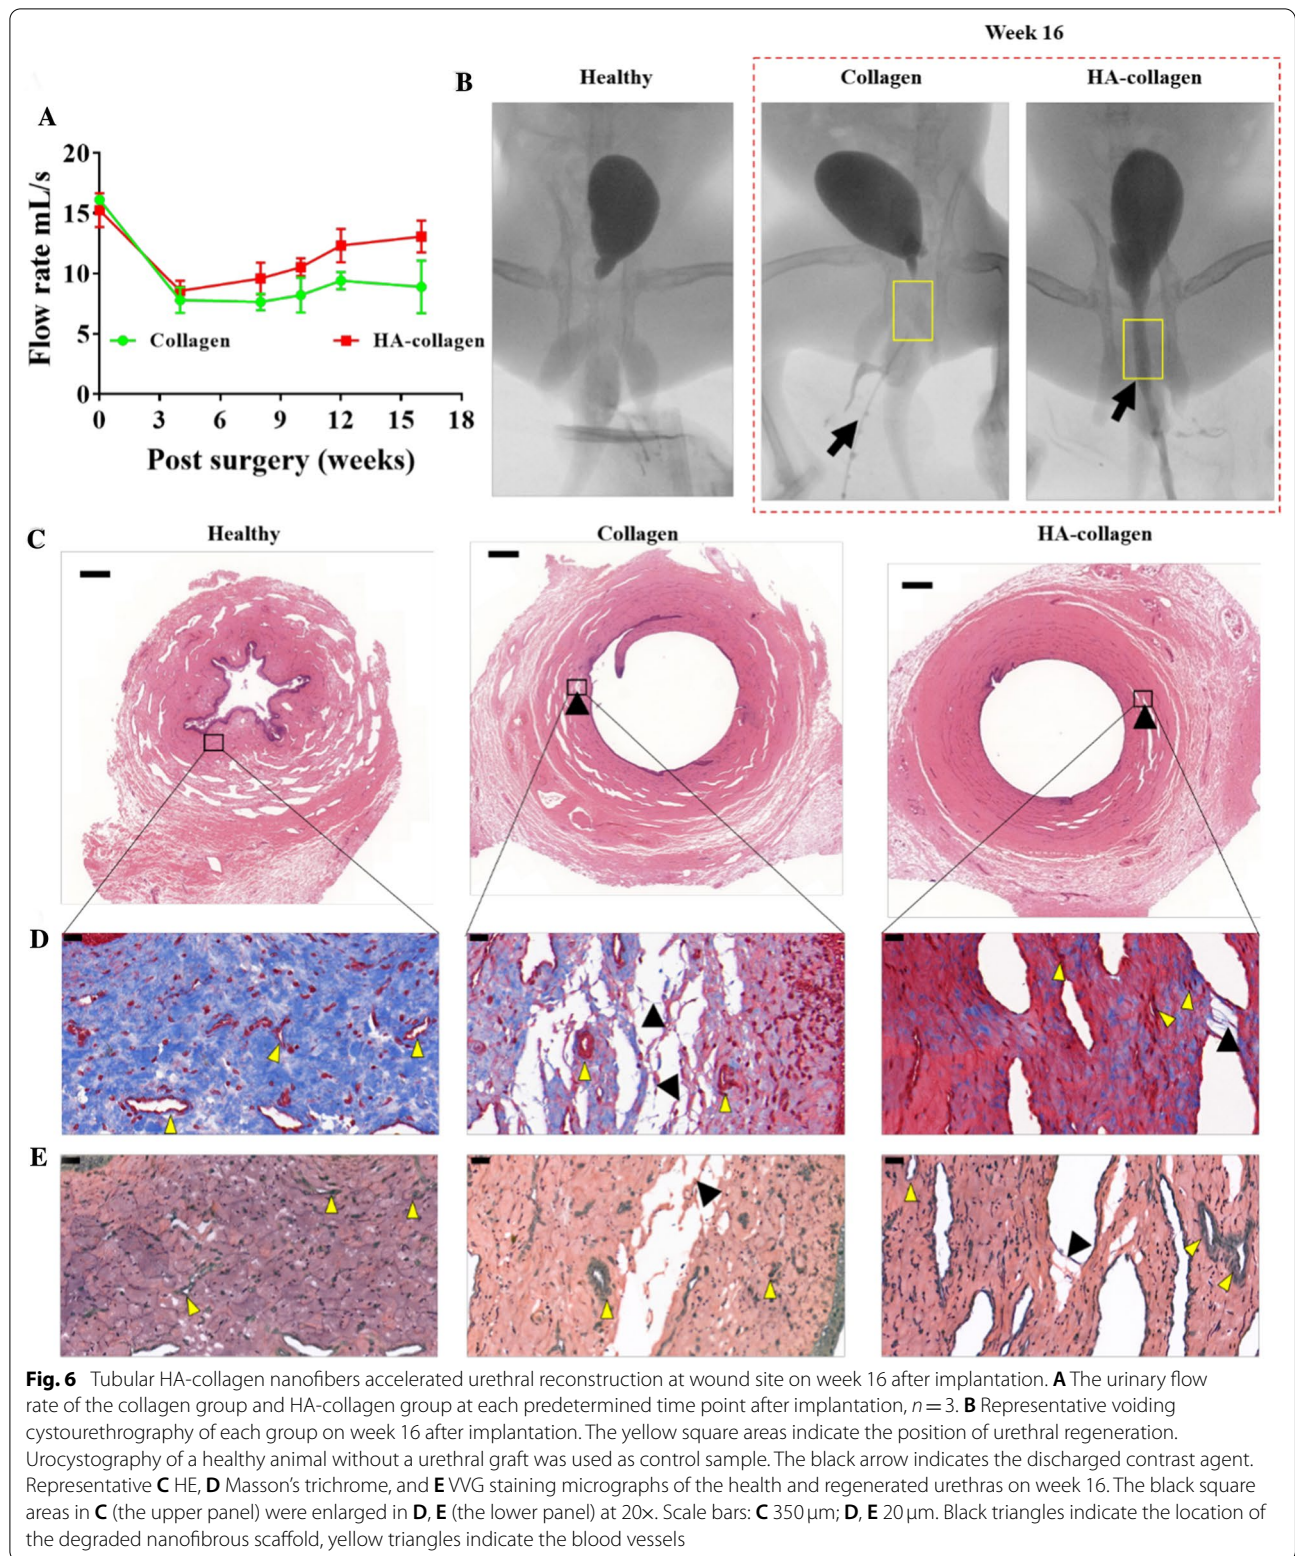 Week 16
Healthy
Collagen
HA-collagen
B
A
Flow rate mL/s
20
15
10
5
0
Collagen
HA-collagen
0 3 6 9 12 15 18
Post surgery (weeks)
C
Healthy
Collagen
HA-collagen
D
E
Fig. 6 Tubular HA-collagen nanofibers accelerated urethral reconstruction at wound site on week 16 after implantation. A The urinary flow
rate of the collagen group and HA-collagen group at each predetermined time point after implantation, n = 3. B Representative voiding
cystourethrography of each group on week 16 after implantation. The yellow square areas indicate the position of urethral regeneration.
Urocystography of a healthy animal without a urethral graft was used as control sample. The black arrow indicates the discharged contrast agent.
Representative C HE, D Masson's trichrome, and E VVG staining micrographs of the health and regenerated urethras on week 16. The black square
areas in C (the upper panel) were enlarged in D, E (the lower panel) at 20×. Scale bars: C 350 µm; D, E 20 µm. Black triangles indicate the location of
the degraded nanofibrous scaffold, yellow triangles indicate the blood vessels